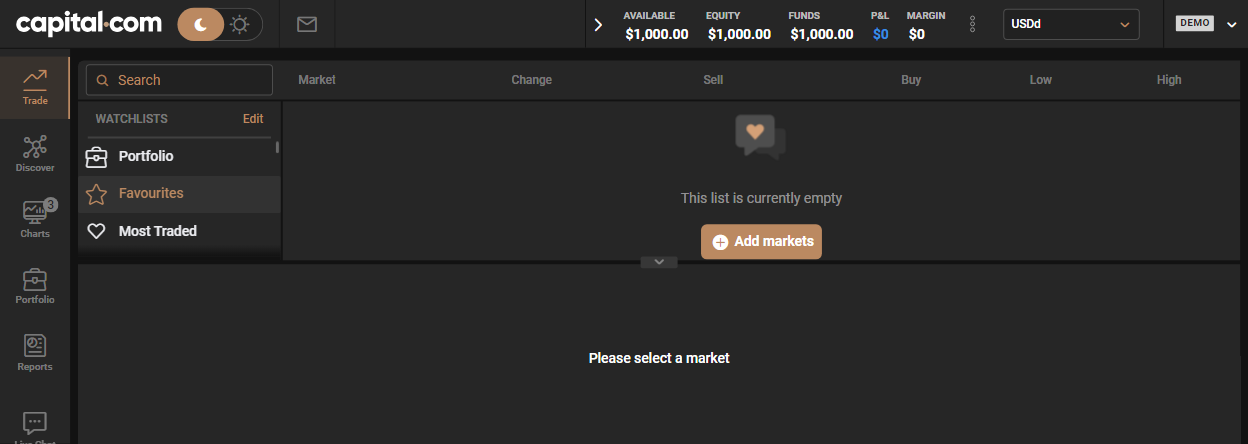 capital.com
AVAILABLE EQUITY FUNDS P&L MARGIN
$1,000.00 $1,000.00 $1,000.00 $0 $0
USDd
DEMO
Trade
Discover
3
Charts
Portfolio
Reports
Live Chat
Search
Market Change Sell Buy Low High
WATCHLISTS Edit
Portfolio
Favourites
Most Traded
This list is currently empty
Add markets
Please select a market